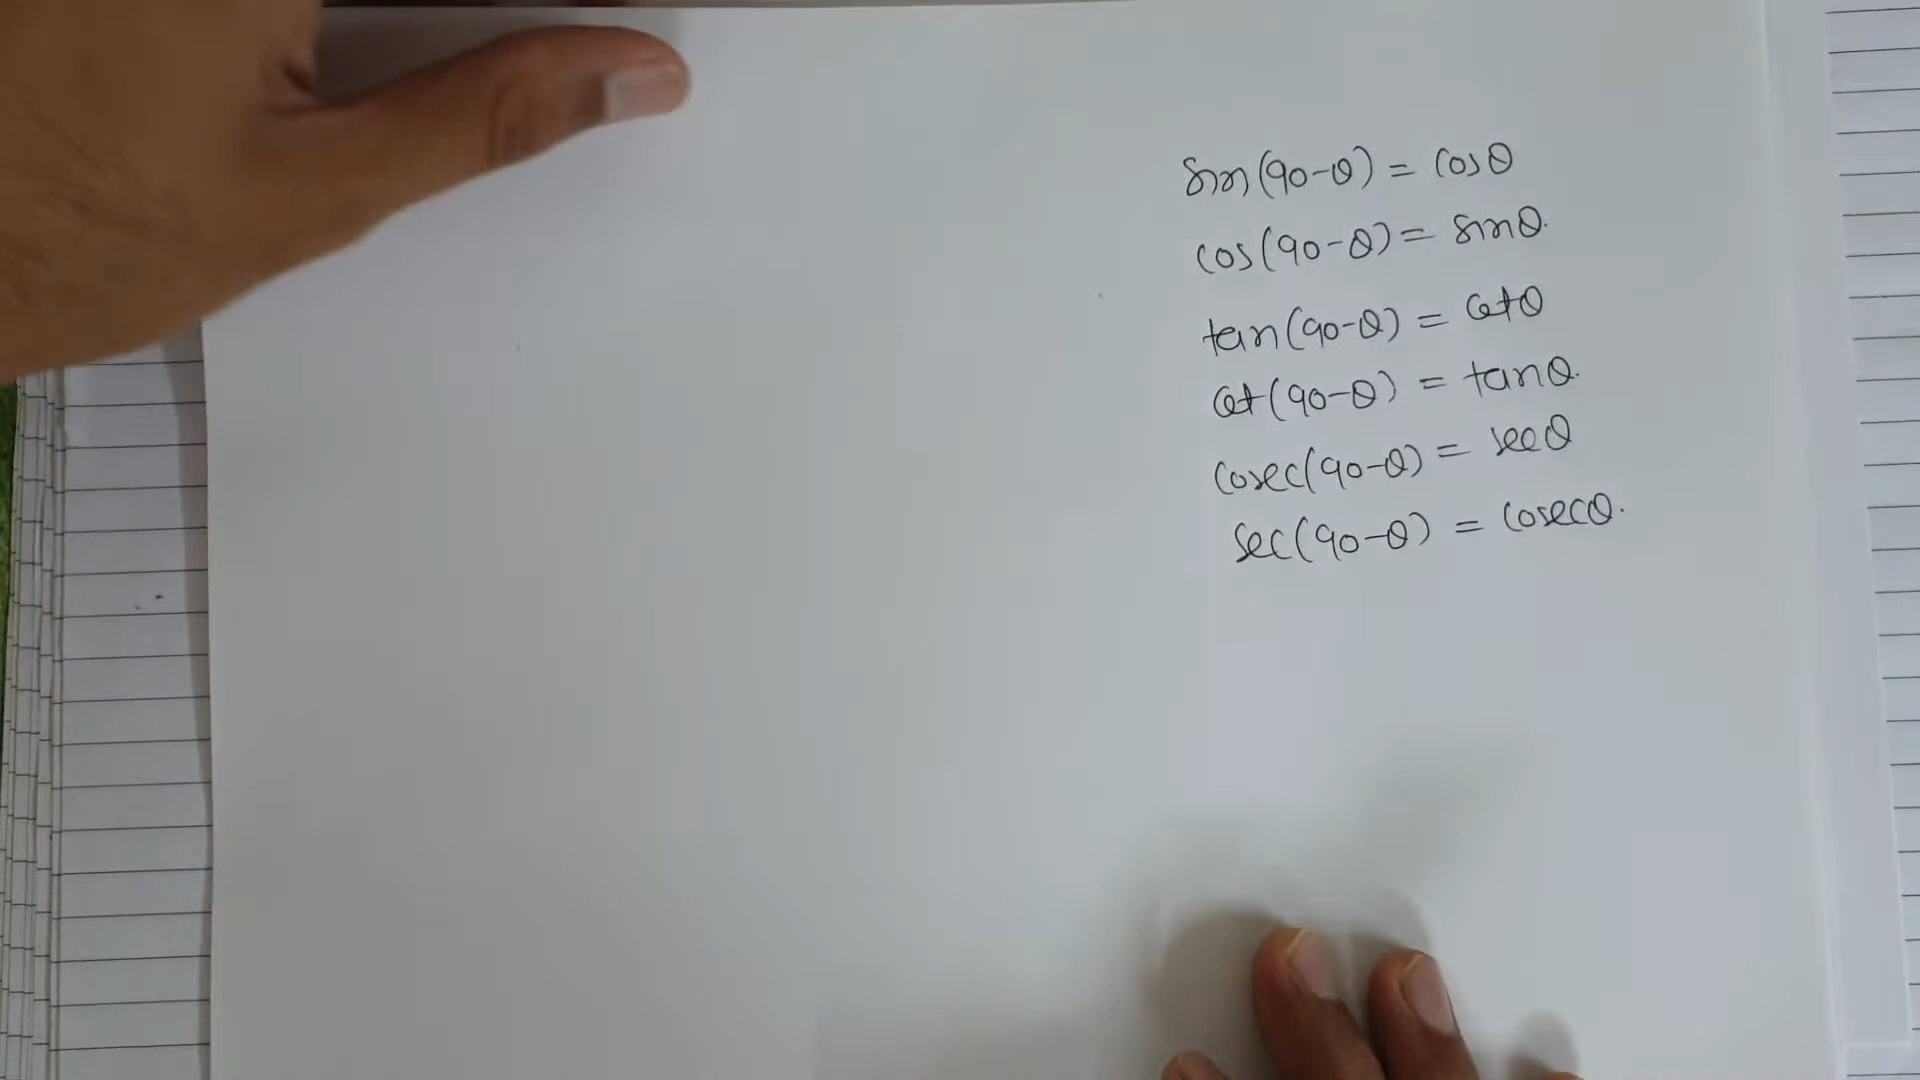 sin(90-θ) = cosθ
cos(90-θ) = sinθ.
tan(90-θ) = cotθ
cot(90-θ) = tanθ.
cosec(90-θ) = secθ
sec(90-θ) = cosecθ.